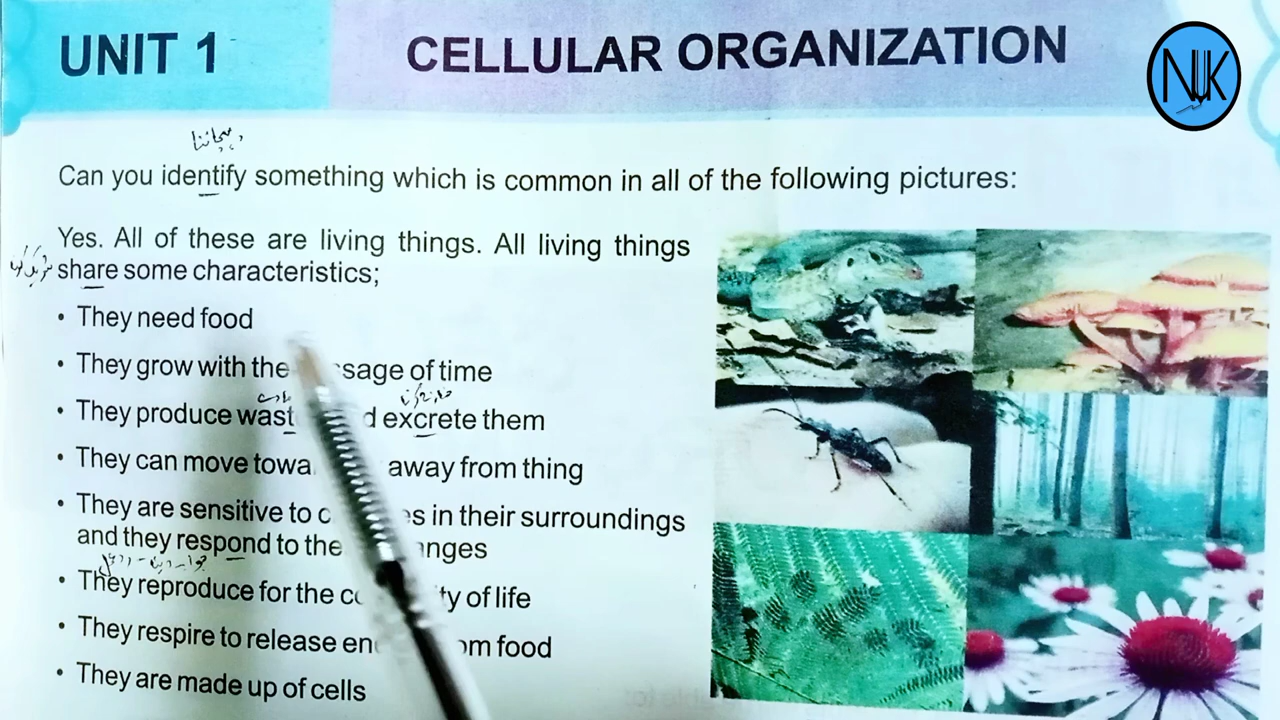 UNIT 1
CELLULAR ORGANIZATION
NUK
پہچاننا
Can you identify something which is common in all of the following pictures:
Yes. All of these are living things. All living things
share some characteristics;
• They need food
• They grow with the ssage of time
• They produce wast d excrete them
• They can move towa away from thing
• They are sensitive to c es in their surroundings
and they respond to the anges
• They reproduce for the co ty of life
• They respire to release en om food
• They are made up of cells